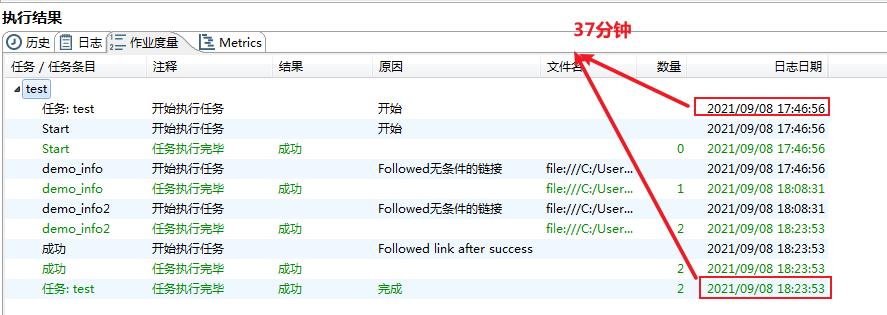 执行结果
37分钟
历史 日志 作业度量 Metrics
任务 / 任务条目 注释 结果 原因 文件名 数量 日志日期
test
任务: test 开始执行任务 开始 2021/09/08 17:46:56
Start 开始执行任务 开始 2021/09/08 17:46:56
Start 任务执行完毕 成功 0 2021/09/08 17:46:56
demo_info 开始执行任务 Followed无条件的链接 file:///C:/User... 2021/09/08 17:46:56
demo_info 任务执行完毕 成功 file:///C:/User... 1 2021/09/08 18:08:31
demo_info2 开始执行任务 Followed无条件的链接 file:///C:/User... 2021/09/08 18:08:31
demo_info2 任务执行完毕 成功 file:///C:/User... 2 2021/09/08 18:23:53
成功 开始执行任务 Followed link after success 2021/09/08 18:23:53
成功 任务执行完毕 成功 2 2021/09/08 18:23:53
任务: test 任务执行完毕 成功 完成 2 2021/09/08 18:23:53